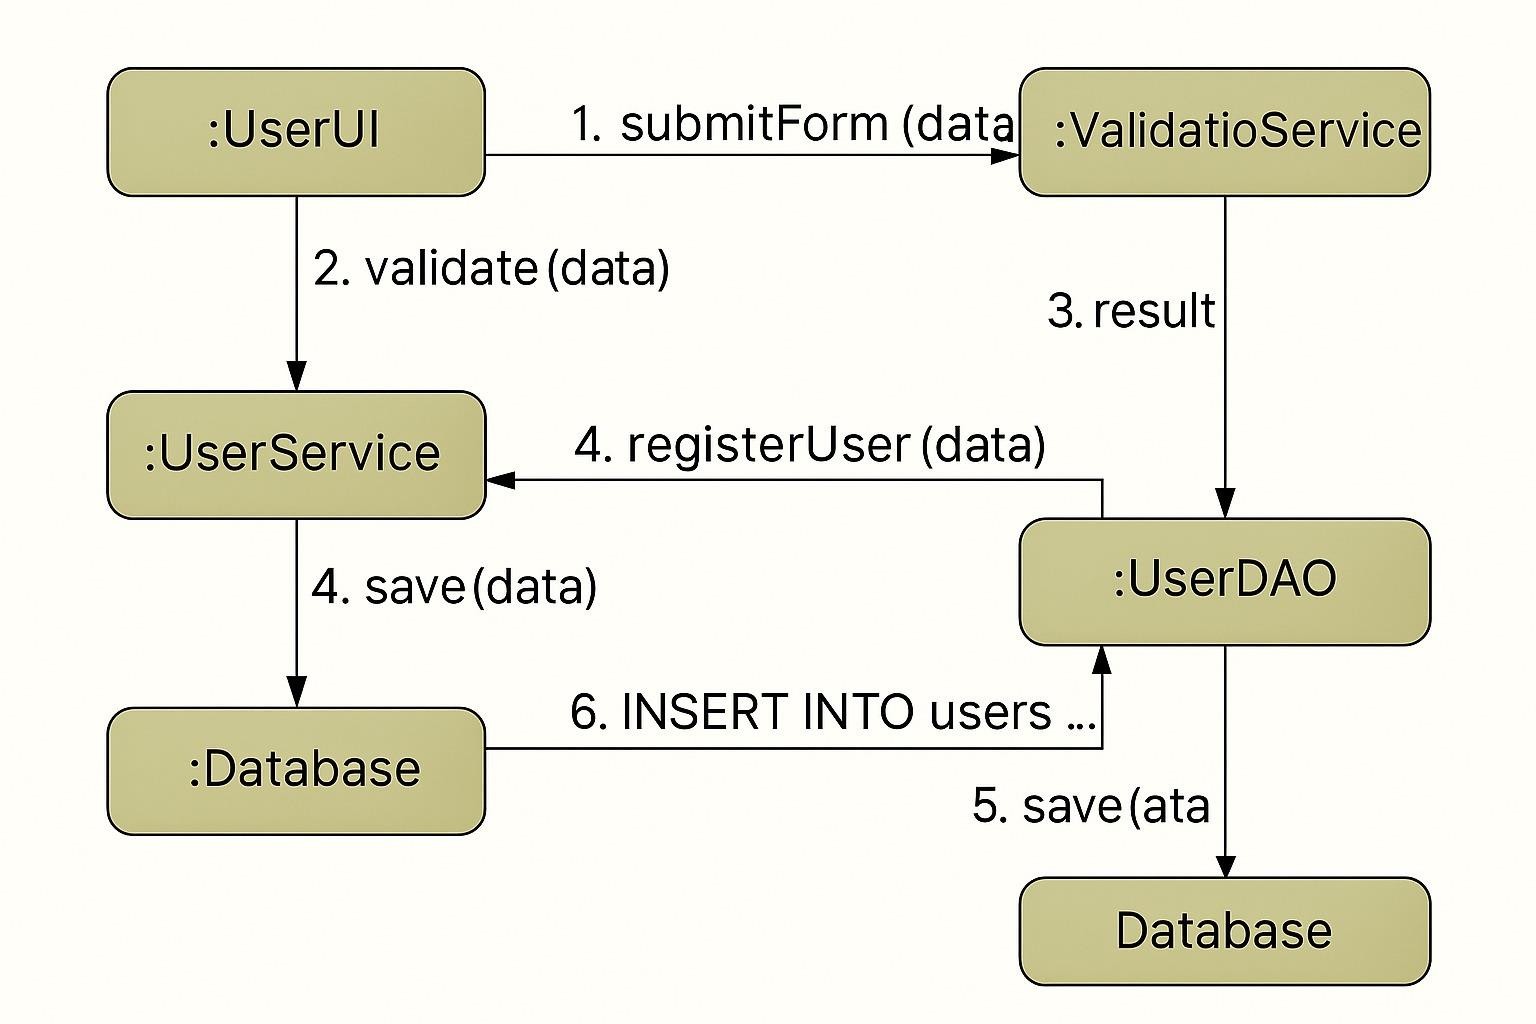 :UserUI
1. submitForm (data
:ValidatioService
2. validate (data)
3. result
:UserService
4. registerUser (data)
:UserDAO
4. save (data)
6. INSERT INTO users ...
:Database
5. save (ata
Database